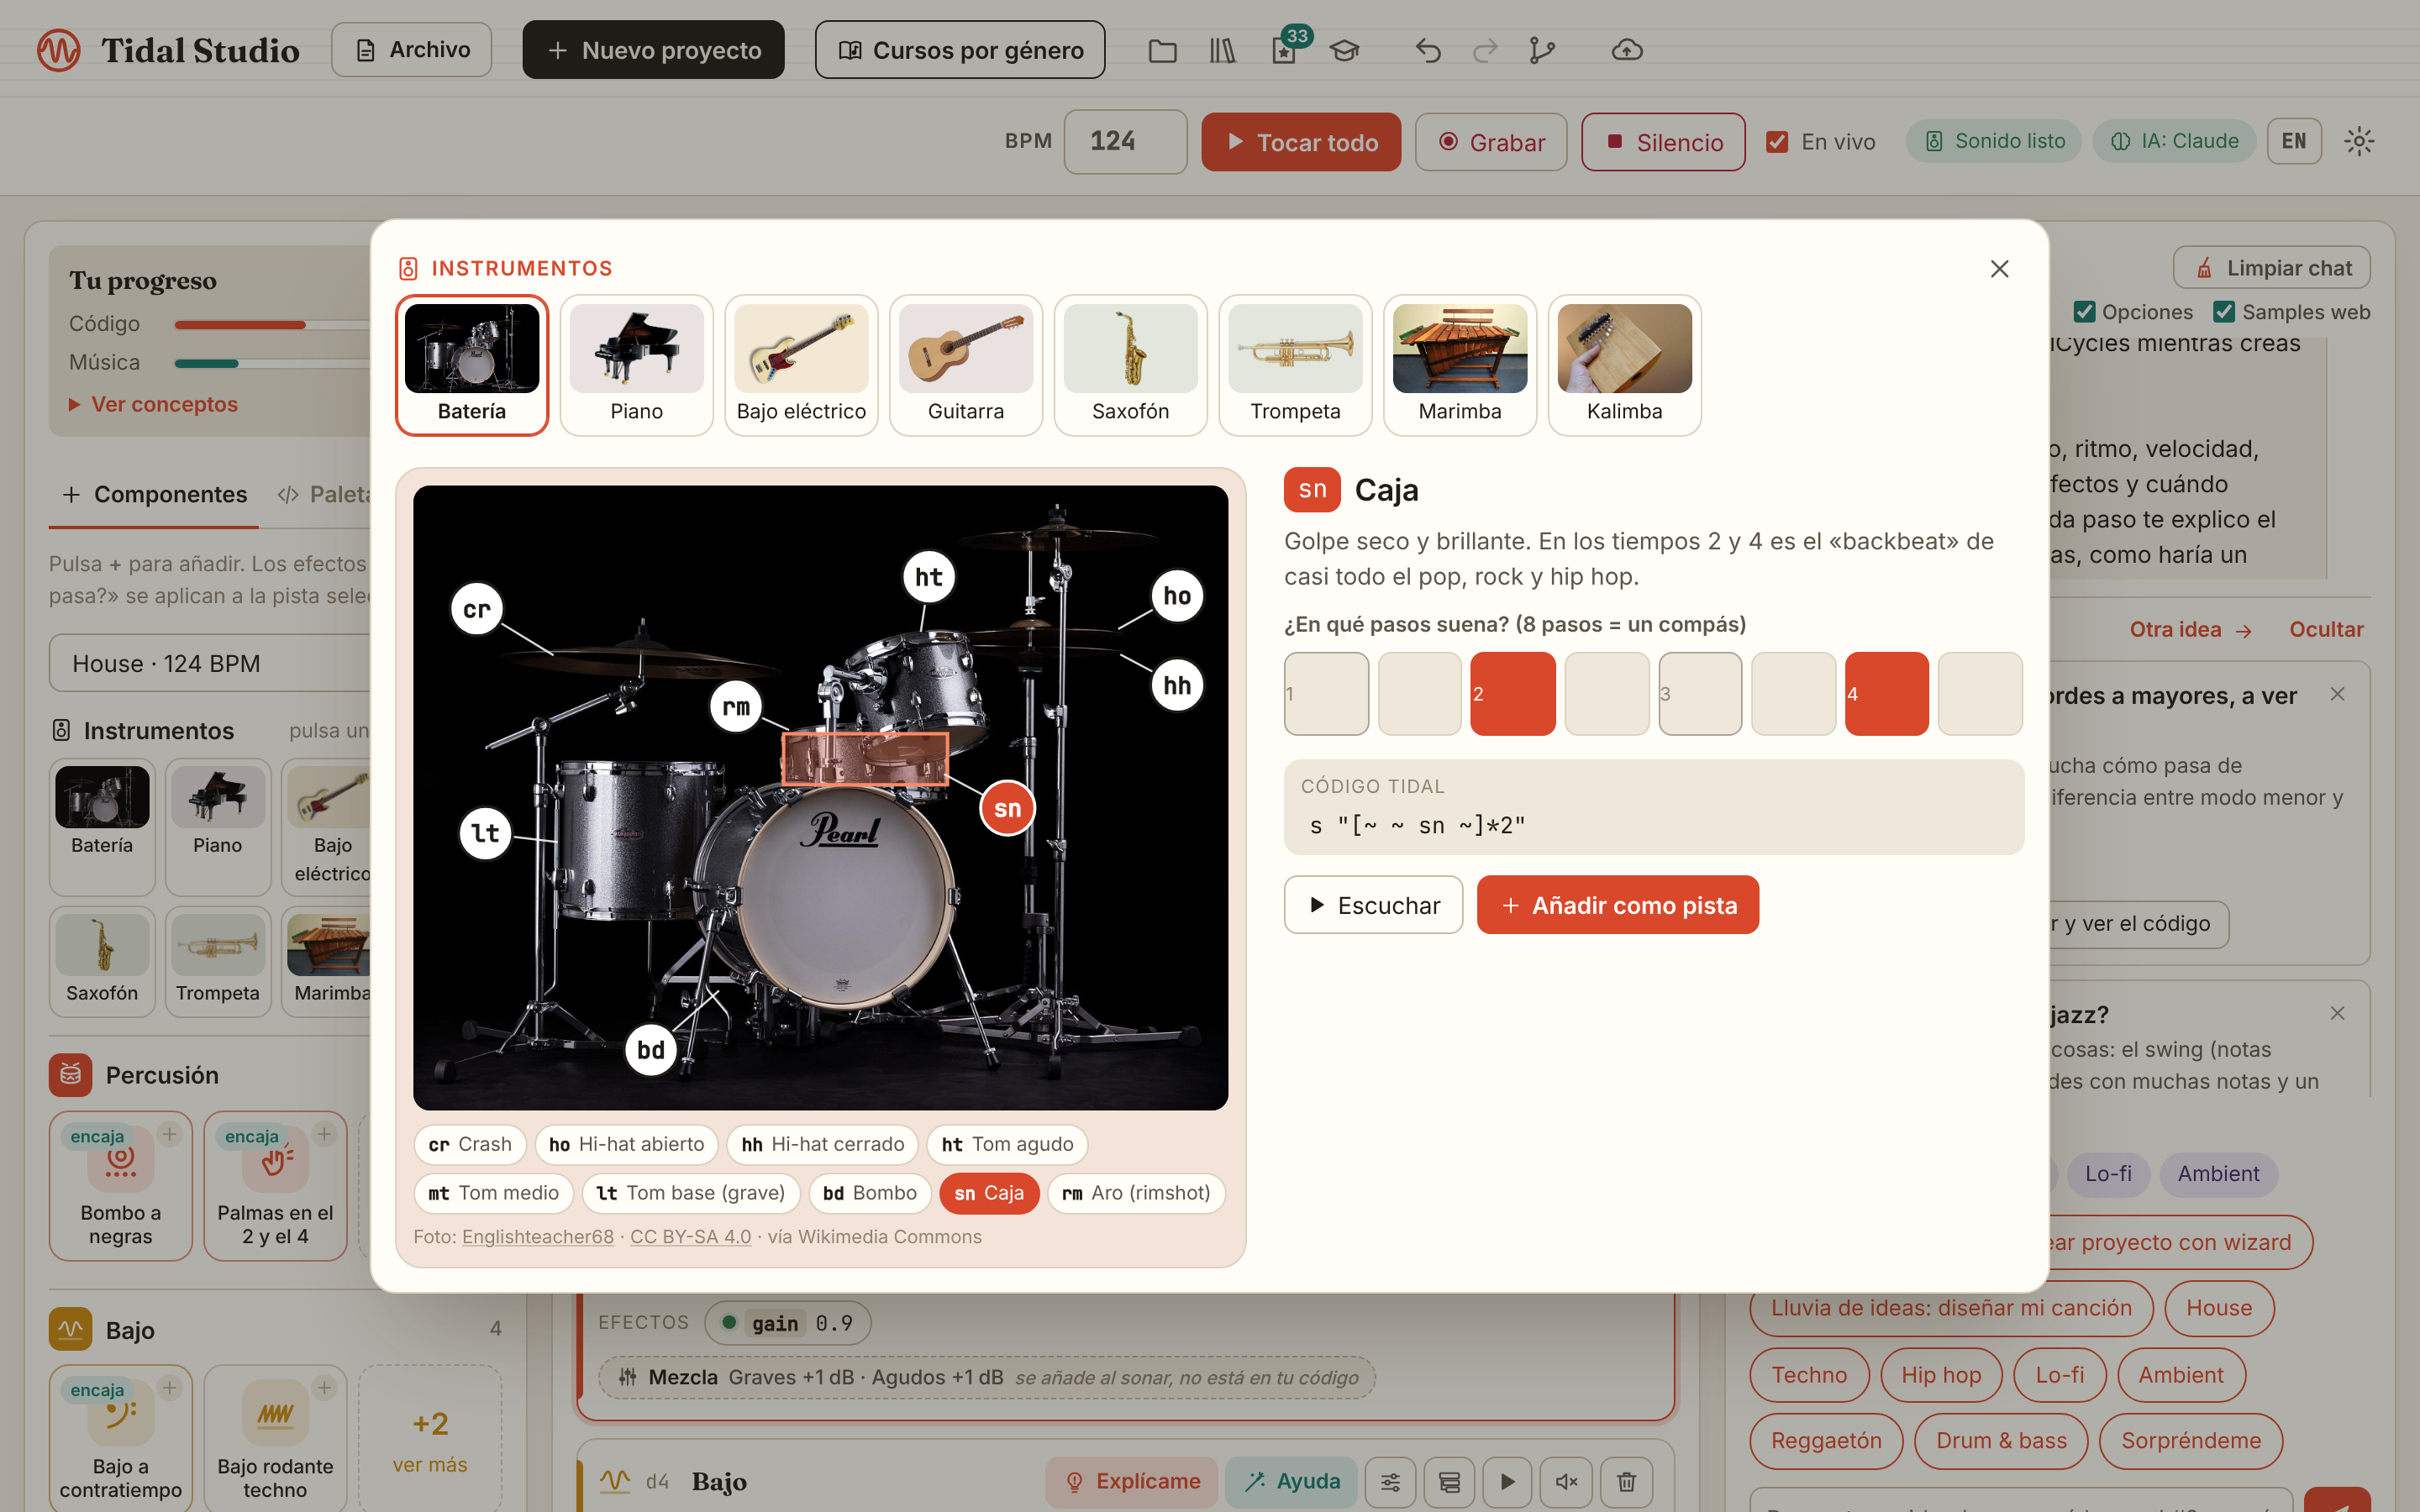 Tidal Studio
Archivo
+ Nuevo proyecto
Cursos por género
33
BPM
124
Tocar todo
Grabar
Silencio
En vivo
Sonido listo
IA: Claude
EN
Tu progreso
Código
Música
Ver conceptos
+ Componentes
</> Paleta
Pulsa + para añadir. Los efectos
pasa?» se aplican a la pista
House · 124 BPM
Instrumentos
pulsa
Batería
Piano
Bajo
eléctrico
Saxofón
Trompeta
Marimba
Percusión
encaja
Bombo a
negras
encaja
Palmas en el
2 y el 4
Bajo
4
encaja
Bajo a
contratiempo
Bajo rodante
techno
+2
ver más
INSTRUMENTOS
Batería
Piano
Bajo eléctrico
Guitarra
Saxofón
Trompeta
Marimba
Kalimba
cr
ht
ho
hh
rm
sn
lt
bd
Pearl
cr Crash
ho Hi-hat abierto
hh Hi-hat cerrado
ht Tom agudo
mt Tom medio
lt Tom base (grave)
bd Bombo
sn Caja
rm Aro (rimshot)
Foto: Englishteacher68 · CC BY-SA 4.0 · vía Wikimedia Commons
sn Caja
Golpe seco y brillante. En los tiempos 2 y 4 es el «backbeat» de
casi todo el pop, rock y hip hop.
¿En qué pasos suena? (8 pasos = un compás)
1
2
3
4
CÓDIGO TIDAL
s "[~ ~ sn ~]*2"
Escuchar
+ Añadir como pista
EFECTOS
gain 0.9
Mezcla Graves +1 dB · Agudos +1 dB se añade al sonar, no está en tu código
d4 Bajo
Explícame
Ayuda
Limpiar chat
Opciones
Samples web
iCycles mientras creas
o, ritmo, velocidad,
fectos y cuándo
da paso te explico el
as, como haría un
Otra idea →
Ocultar
ordes a mayores, a ver
ucha cómo pasa de
iferencia entre modo menor y
r y ver el código
jazz?
cosas: el swing (notas
des con muchas notas y un
Lo-fi
Ambient
ear proyecto con wizard
Lluvia de ideas: diseñar mi canción
House
Techno
Hip hop
Lo-fi
Ambient
Reggaetón
Drum & bass
Sorpréndeme